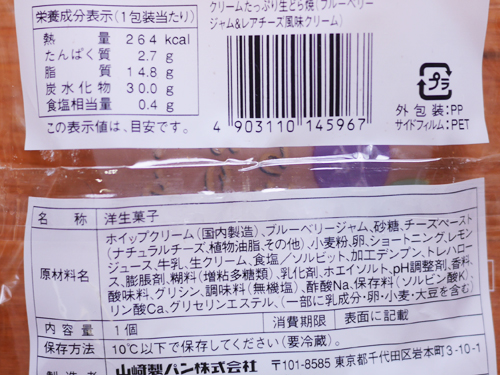 クリームたっぷり生どら焼(ブルーベリー
ジャム&レアチーズ風味クリーム)
栄養成分表示(1包装当たり)
熱量 264 kcal
たんぱく質 2.7 g
脂質 14.8 g
炭水化物 30.0 g
食塩相当量 0.4 g
この表示値は、目安です。
4 903110 145967
プラ
外包装:PP
サイドフィルム:PET
名称 洋生菓子
原材料名 ホイップクリーム(国内製造)、ブルーベリージャム、砂糖、チーズペースト
(ナチュラルチーズ、植物油脂、その他)、小麦粉、卵、ショートニング、レモン
ジュース、牛乳、生クリーム、食塩/ソルビット、加工デンプン、トレハロー
ス、膨脹剤、糊料(増粘多糖類)、乳化剤、ホエイソルト、pH調整剤、香料、
酸味料、グリシン、調味料(無機塩)、酢酸Na、保存料(ソルビン酸K)、
リン酸Ca、グリセリンエステル、(一部に乳成分・卵・小麦・大豆を含む)
内容量 1個 消費期限 表面に記載
保存方法 10℃以下で保存してください(要冷蔵)。
製造者 山崎製パン株式会社 〒101-8585 東京都千代田区岩本町3-10-1